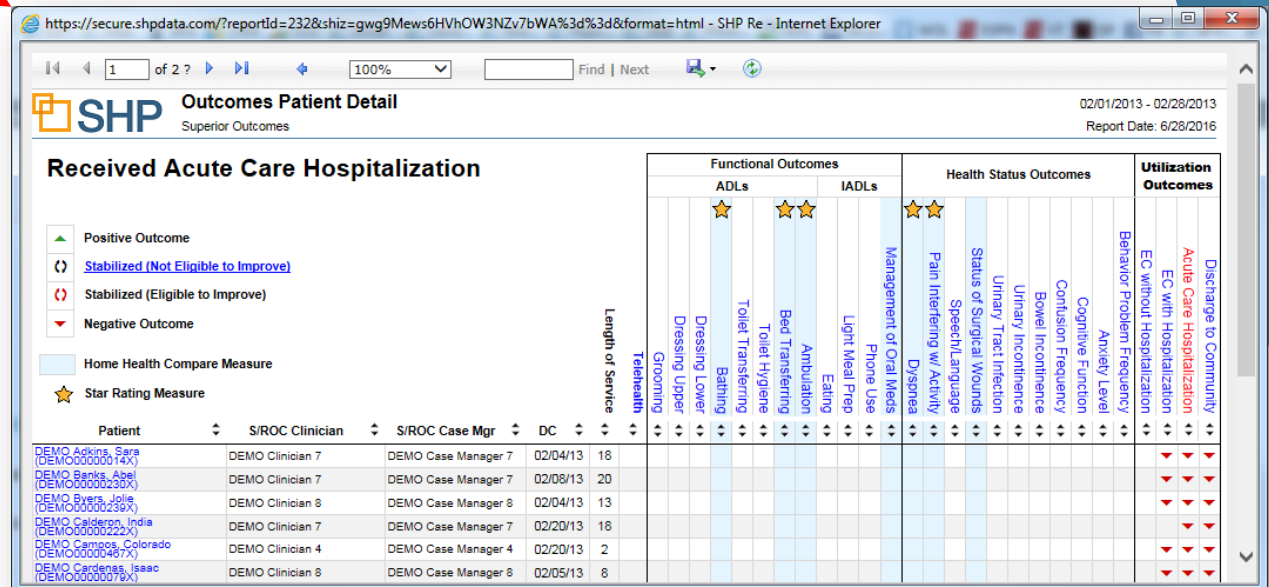 https://secure.shpdata.com/?reportId=232&shiz=gwg9Mews6HVhOW3NZv7bWA%3d%3d&format=html - SHP Re - Internet Explorer
1 of 2 ? 100% Find | Next
SHP Outcomes Patient Detail 02/01/2013 - 02/28/2013
Superior Outcomes Report Date: 6/28/2016
Received Acute Care Hospitalization
Functional Outcomes Health Status Outcomes Utilization Outcomes
ADLs IADLs
Positive Outcome
Stabilized (Not Eligible to Improve)
Stabilized (Eligible to Improve)
Negative Outcome
Home Health Compare Measure
Star Rating Measure
Length of Service
Telehealth
Grooming
Dressing Upper
Dressing Lower
Bathing
Toilet Transferring
Toilet Hygiene
Bed Transferring
Ambulation
Eating
Light Meal Prep
Phone Use
Management of Oral Meds
Dyspnea
Pain Interfering w/ Activity
Speech/Language
Status of Surgical Wounds
Urinary Tract Infection
Urinary Incontinence
Bowel Incontinence
Confusion Frequency
Cognitive Function
Anxiety Level
Behavior Problem Frequency
EC without Hospitalization
EC with Hospitalization
Acute Care Hospitalization
Discharge to Community
Patient S/ROC Clinician S/ROC Case Mgr DC
DEMO Adkins, Sara
(DEMO00000014X) DEMO Clinician 7 DEMO Case Manager 7 02/04/13 18
DEMO Banks, Abel
(DEMO00000230X) DEMO Clinician 7 DEMO Case Manager 7 02/08/13 20
DEMO Byers, Jolie
(DEMO00000239X) DEMO Clinician 8 DEMO Case Manager 8 02/04/13 13
DEMO Calderon, India
(DEMO00000222X) DEMO Clinician 7 DEMO Case Manager 7 02/20/13 18
DEMO Campos, Colorado
(DEMO00000467X) DEMO Clinician 4 DEMO Case Manager 4 02/20/13 2
DEMO Cardenas, Isaac
(DEMO00000079X) DEMO Clinician 8 DEMO Case Manager 8 02/05/13 8